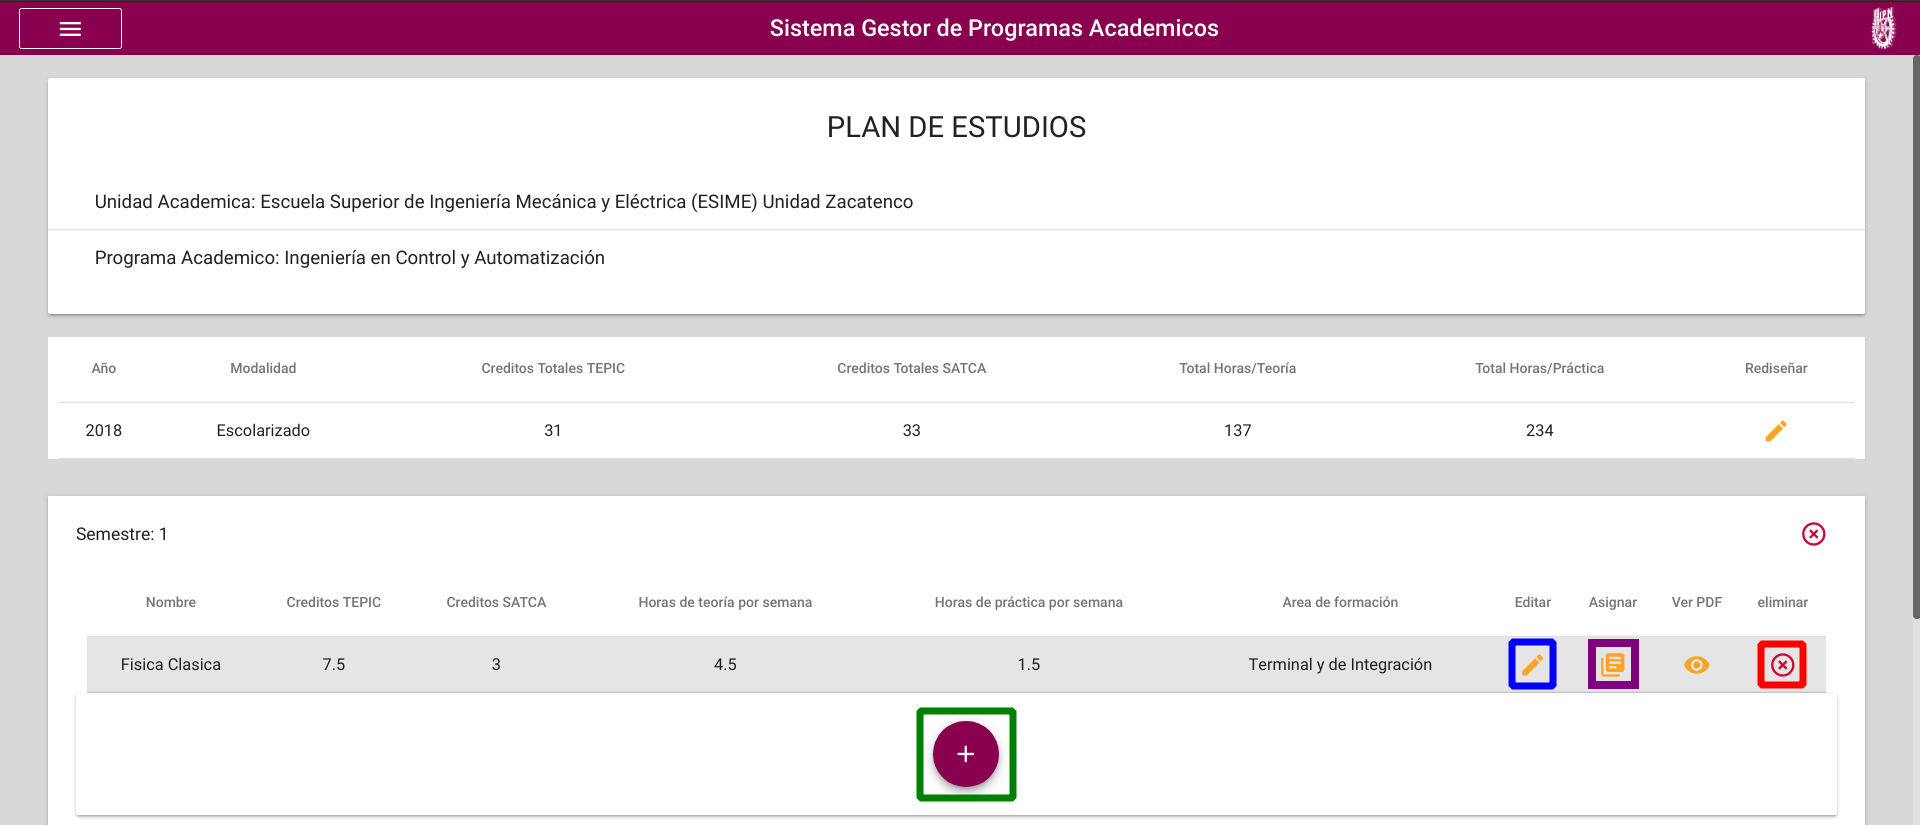 Sistema Gestor de Programas Academicos
PLAN DE ESTUDIOS
Unidad Academica: Escuela Superior de Ingeniería Mecánica y Eléctrica (ESIME) Unidad Zacatenco
Programa Academico: Ingeniería en Control y Automatización
Año Modalidad Creditos Totales TEPIC Creditos Totales SATCA Total Horas/Teoría Total Horas/Práctica Rediseñar
2018 Escolarizado 31 33 137 234
Semestre: 1
Nombre Creditos TEPIC Creditos SATCA Horas de teoría por semana Horas de práctica por semana Area de formación Editar Asignar Ver PDF eliminar
Fisica Clasica 7.5 3 4.5 1.5 Terminal y de Integración